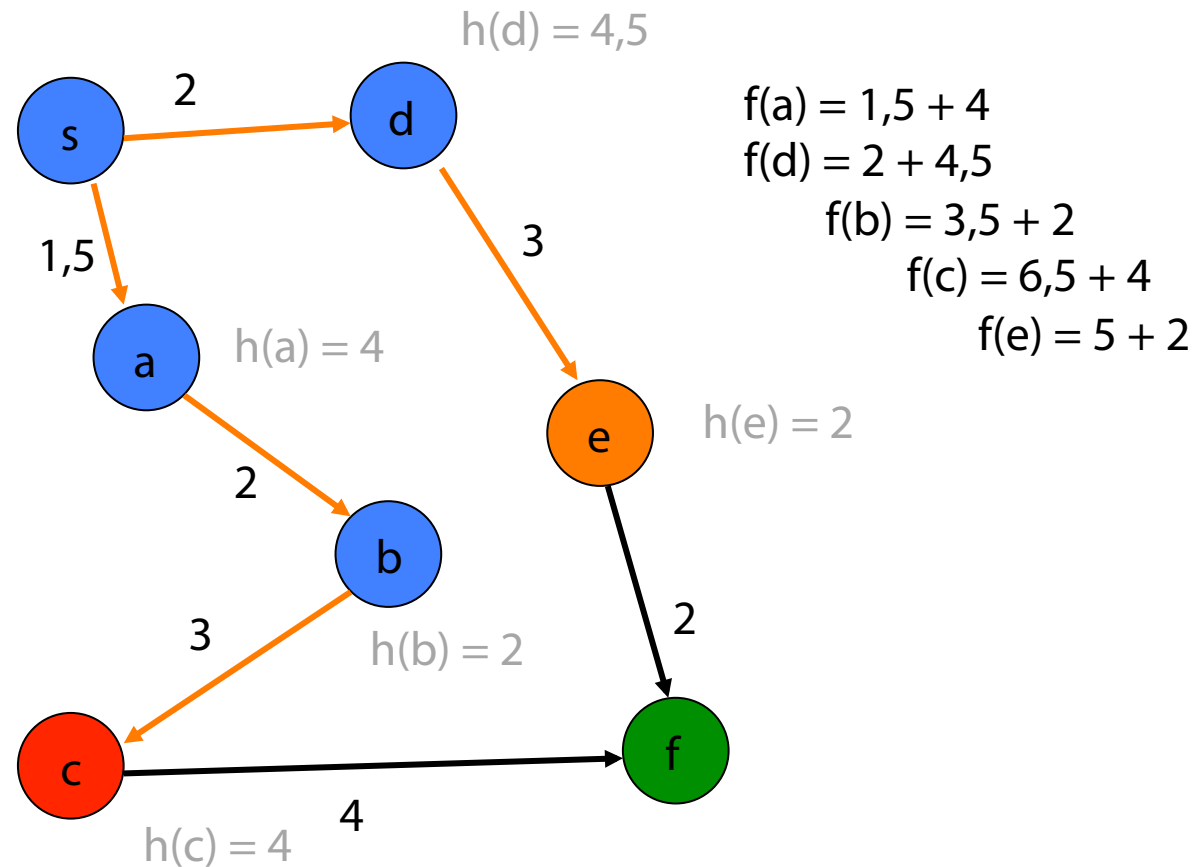 h(d) = 4,5
2
s
d
f(a) = 1,5 + 4
f(d) = 2 + 4,5
f(b) = 3,5 + 2
f(c) = 6,5 + 4
f(e) = 5 + 2
3
1,5
a
h(a) = 4
e
h(e) = 2
2
b
h(b) = 2
3
2
c
f
4
h(c) = 4